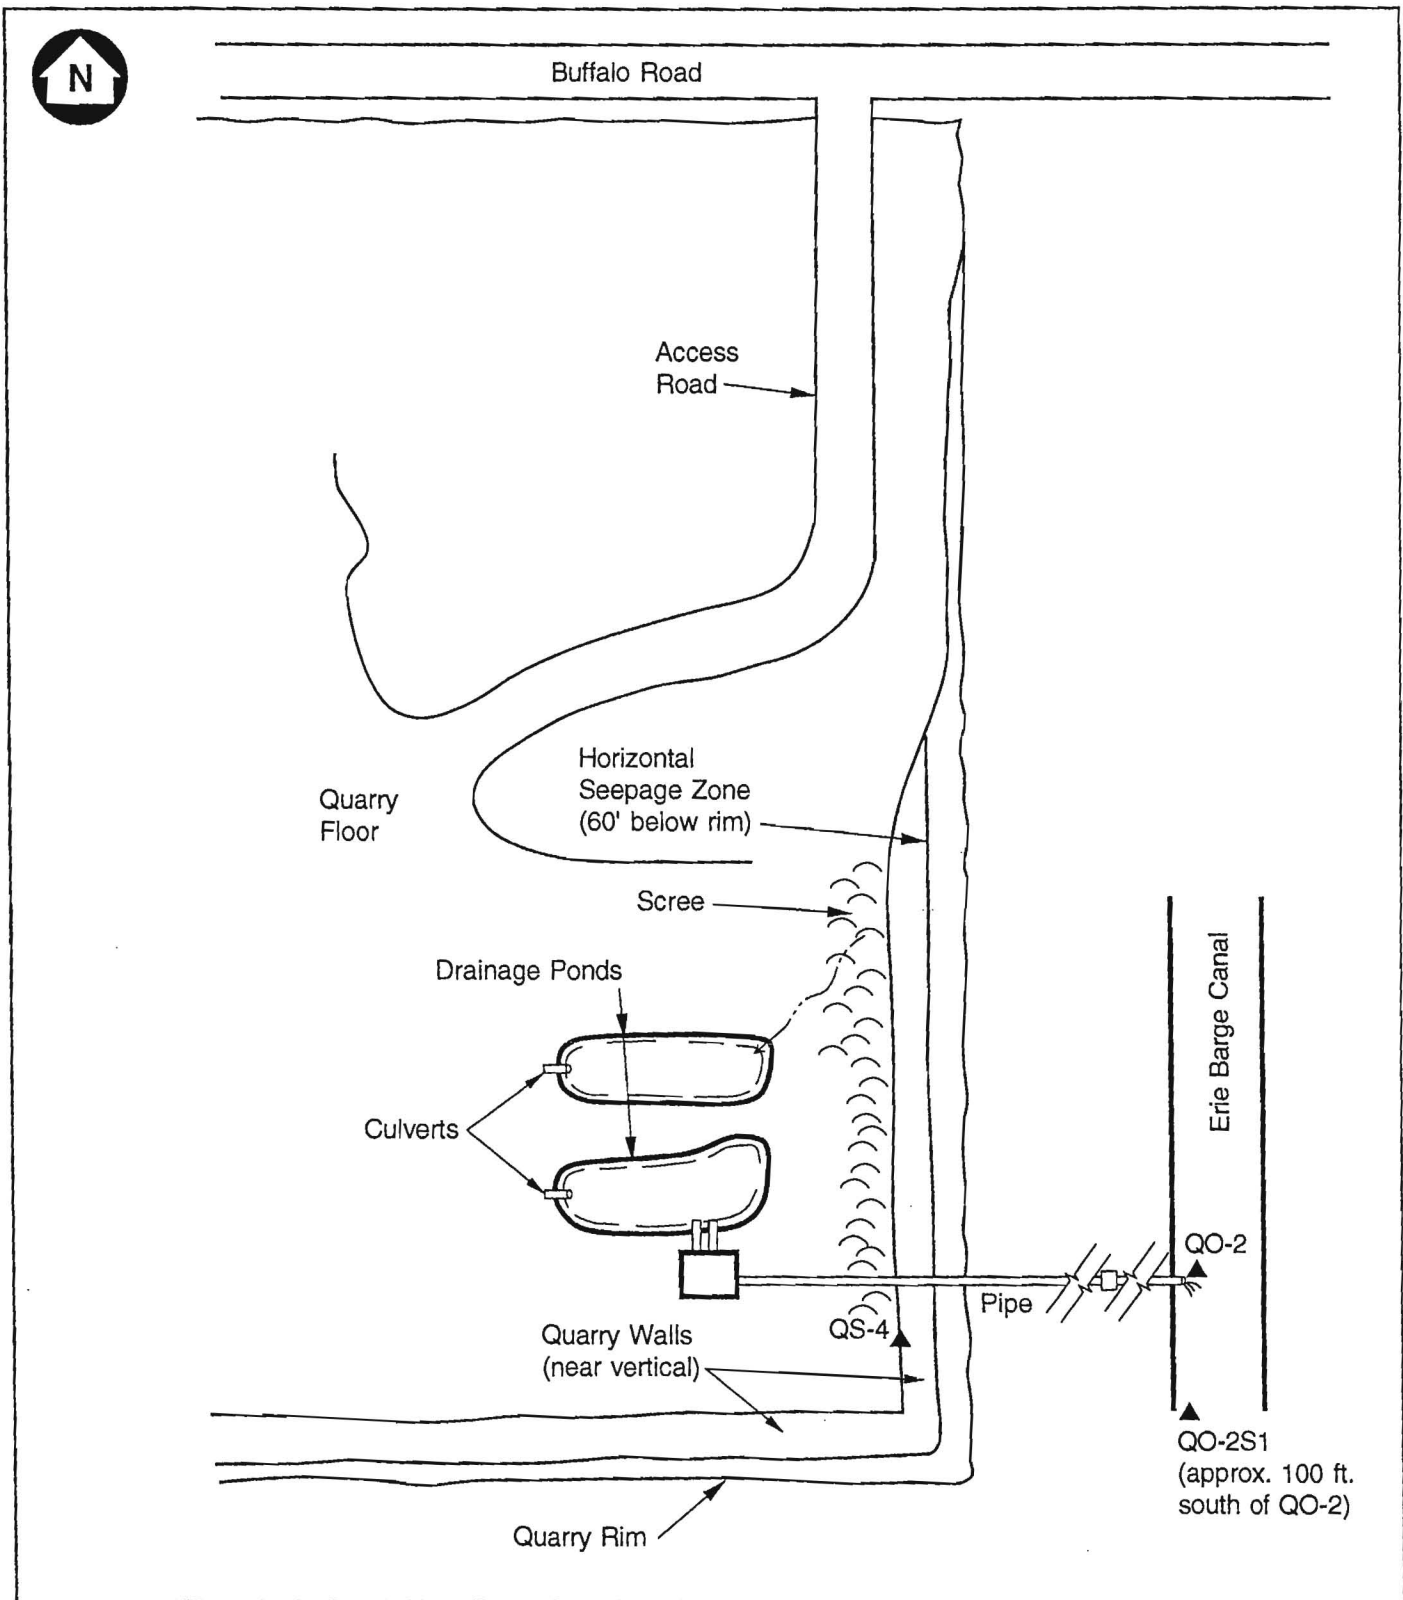 N
Buffalo Road
Access
Road
Horizontal
Seepage Zone
(60' below rim)
Quarry
Floor
Scree
Drainage Ponds
Erie Barge Canal
Culverts
QO-2
Pipe
QS-4
Quarry Walls
(near vertical)
QO-2S1
(approx. 100 ft.
south of QO-2)
Quarry Rim